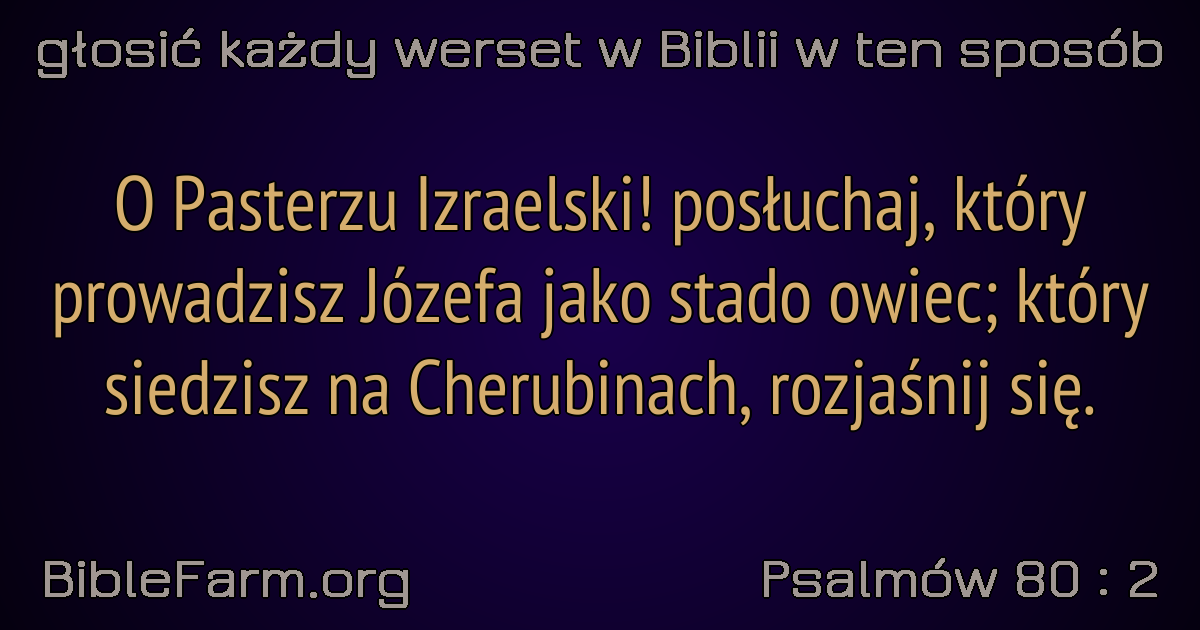 głosić każdy werset w Biblii w ten sposób
O Pasterzu Izraelski! posłuchaj, który
prowadzisz Józefa jako stado owiec; który
siedzisz na Cherubinach, rozjaśnij się.
BibleFarm.org
Psalmów 80 : 2